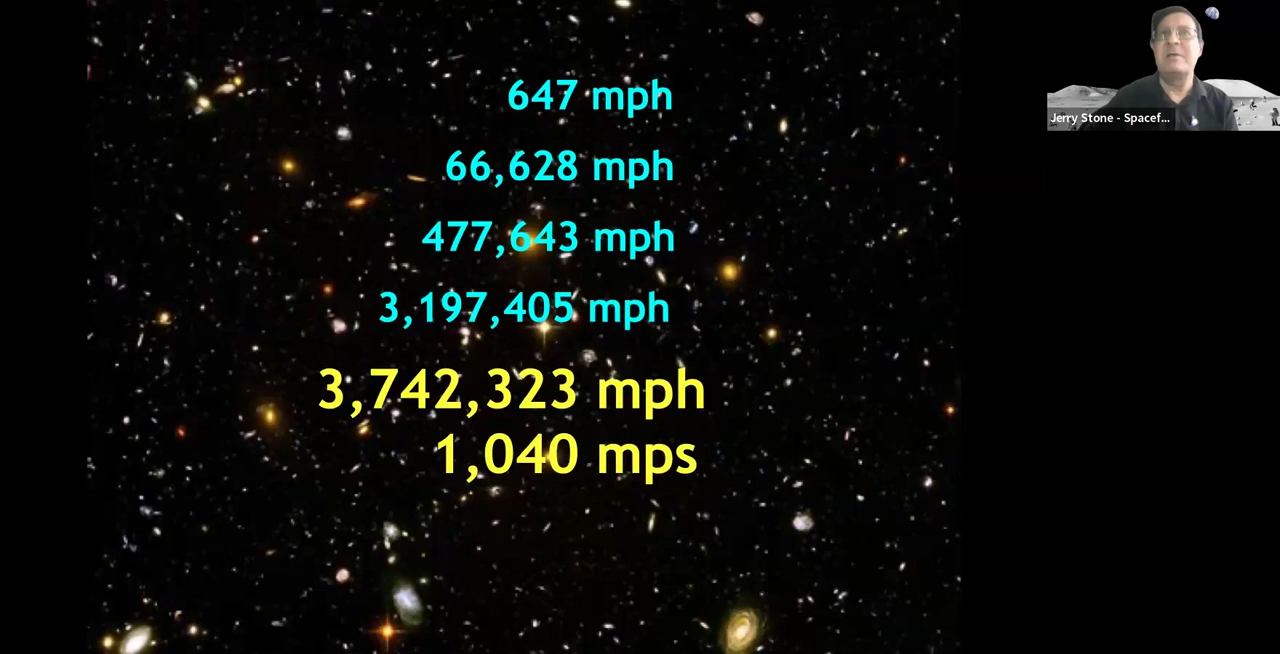 647 mph
66,628 mph
477,643 mph
3,197,405 mph
3,742,323 mph
1,040 mps
Jerry Stone - Spacef...